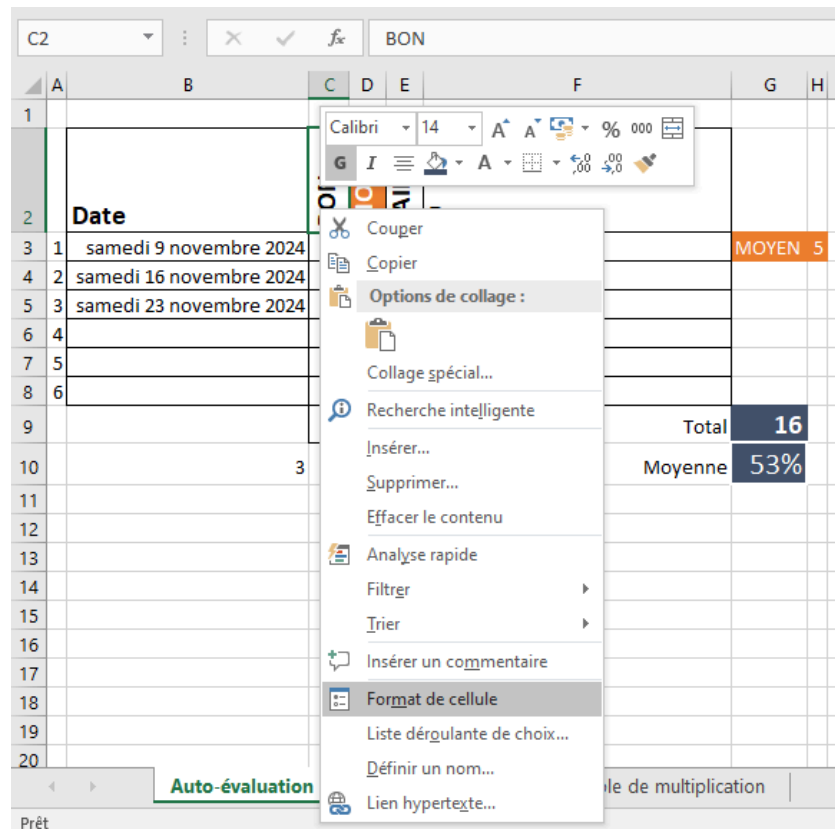 C2 fx BON
A B C D E F G H
1
Calibri 14 A A % 000
G I A ,00 ,00
2 Date
3 1 samedi 9 novembre 2024 MOYEN 5
4 2 samedi 16 novembre 2024
5 3 samedi 23 novembre 2024
6 4
7 5
8 6
9 Total 16
10 3 Moyenne 53%
11
12
13
14
15
16
17
18
19
20
Couper
Copier
Options de collage :
Collage spécial...
Recherche intelligente
Insérer...
Supprimer...
Effacer le contenu
Analyse rapide
Filtrer
Trier
Insérer un commentaire
Format de cellule
Liste déroulante de choix...
Définir un nom...
Lien hypertexte...
Auto-évaluation de multiplication
Prêt